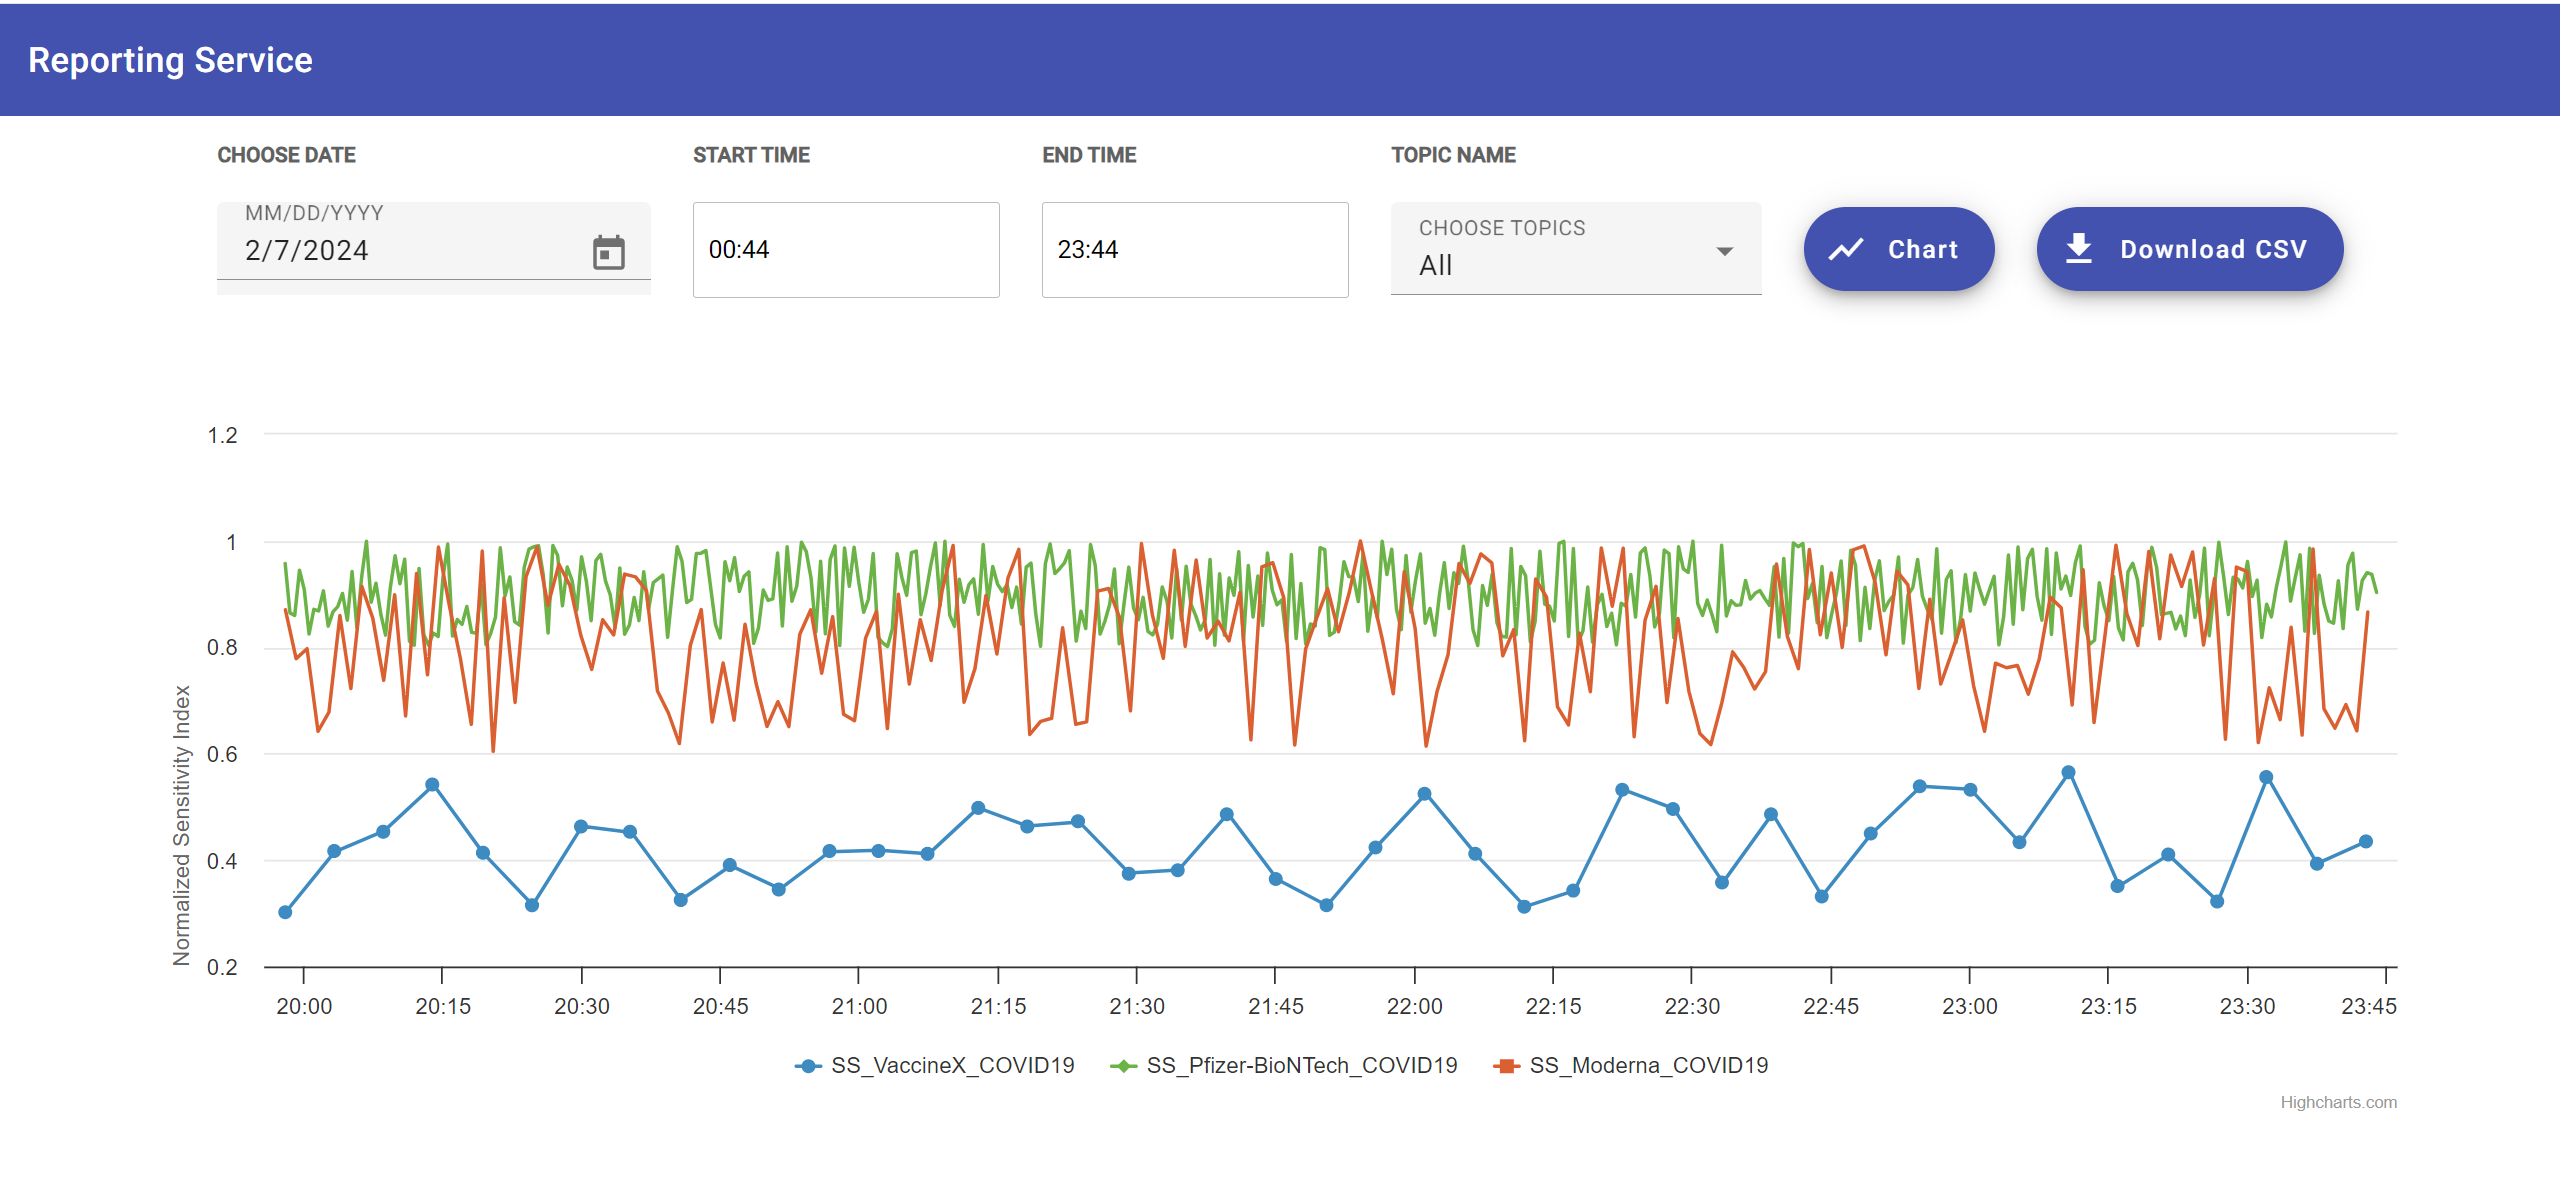 Reporting Service
CHOOSE DATE
START TIME
END TIME
TOPIC NAME
MM/DD/YYYY
2/7/2024
00:44
23:44
CHOOSE TOPICS
All
Chart
Download CSV
Normalized Sensitivity Index
1.2
1
0.8
0.6
0.4
0.2
20:00 20:15 20:30 20:45 21:00 21:15 21:30 21:45 22:00 22:15 22:30 22:45 23:00 23:15 23:30 23:45
SS_VaccineX_COVID19 SS_Pfizer-BioNTech_COVID19 SS_Moderna_COVID19
Highcharts.com